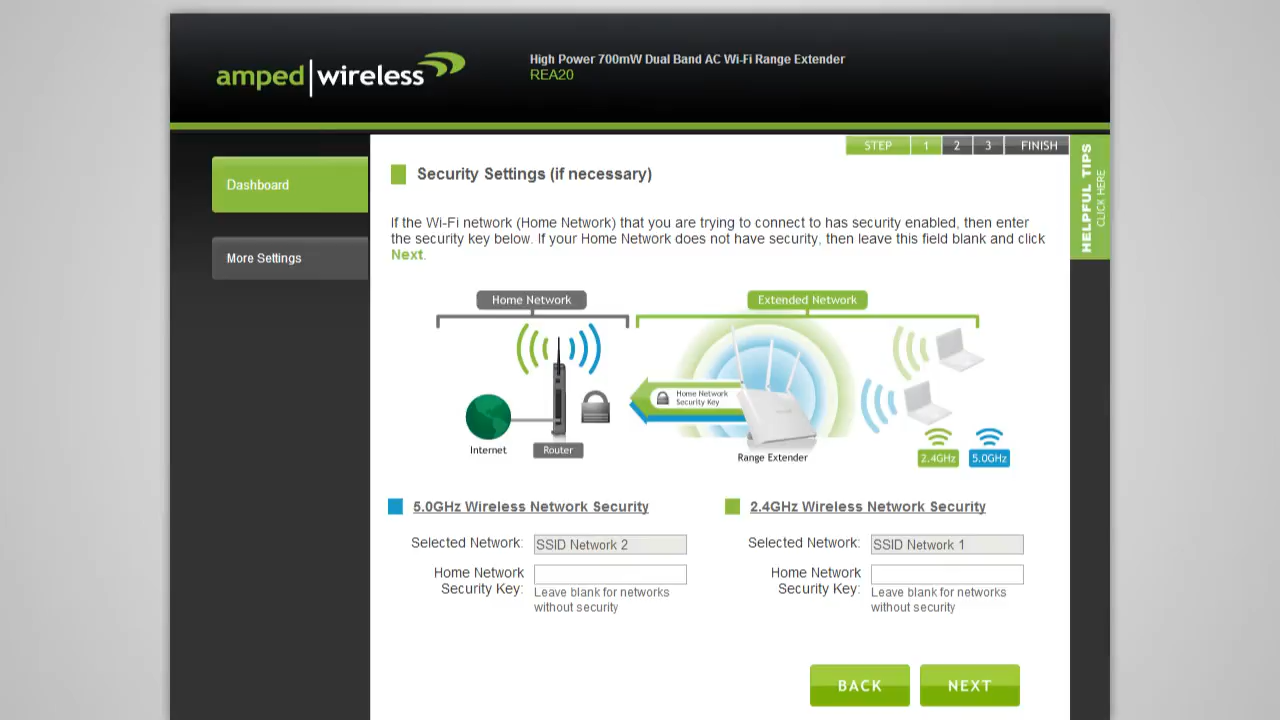 amped wireless
High Power 700mW Dual Band AC Wi-Fi Range Extender
REA20
STEP 1 2 3 FINISH
HELPFUL TIPS
CLICK HERE
Dashboard
More Settings
Security Settings (if necessary)
If the Wi-Fi network (Home Network) that you are trying to connect to has security enabled, then enter
the security key below. If your Home Network does not have security, then leave this field blank and click
Next.
Home Network
Extended Network
Home Network
Security Key
Internet
Router
Range Extender
2.4GHz
5.0GHz
5.0GHz Wireless Network Security
Selected Network: SSID Network 2
Home Network
Security Key:
Leave blank for networks
without security
2.4GHz Wireless Network Security
Selected Network: SSID Network 1
Home Network
Security Key:
Leave blank for networks
without security
BACK
NEXT